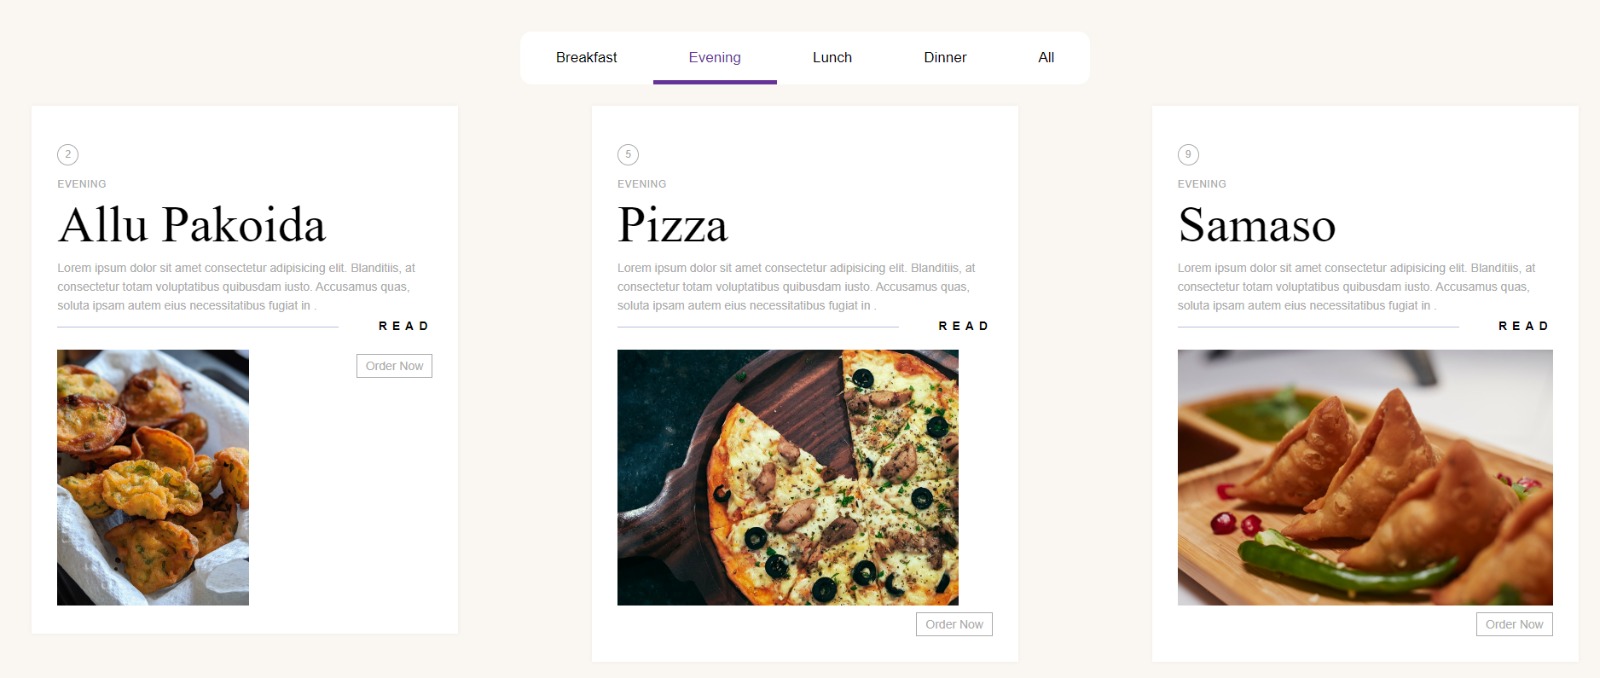 Breakfast Evening Lunch Dinner All
2
EVENING
Allu Pakoida
Lorem ipsum dolor sit amet consectetur adipisicing elit. Blanditiis, at
consectetur totam voluptatibus quibusdam iusto. Accusamus quas,
soluta ipsam autem eius necessitatibus fugiat in .
READ
Order Now
5
EVENING
Pizza
Lorem ipsum dolor sit amet consectetur adipisicing elit. Blanditiis, at
consectetur totam voluptatibus quibusdam iusto. Accusamus quas,
soluta ipsam autem eius necessitatibus fugiat in .
READ
Order Now
9
EVENING
Samaso
Lorem ipsum dolor sit amet consectetur adipisicing elit. Blanditiis, at
consectetur totam voluptatibus quibusdam iusto. Accusamus quas,
soluta ipsam autem eius necessitatibus fugiat in .
READ
Order Now